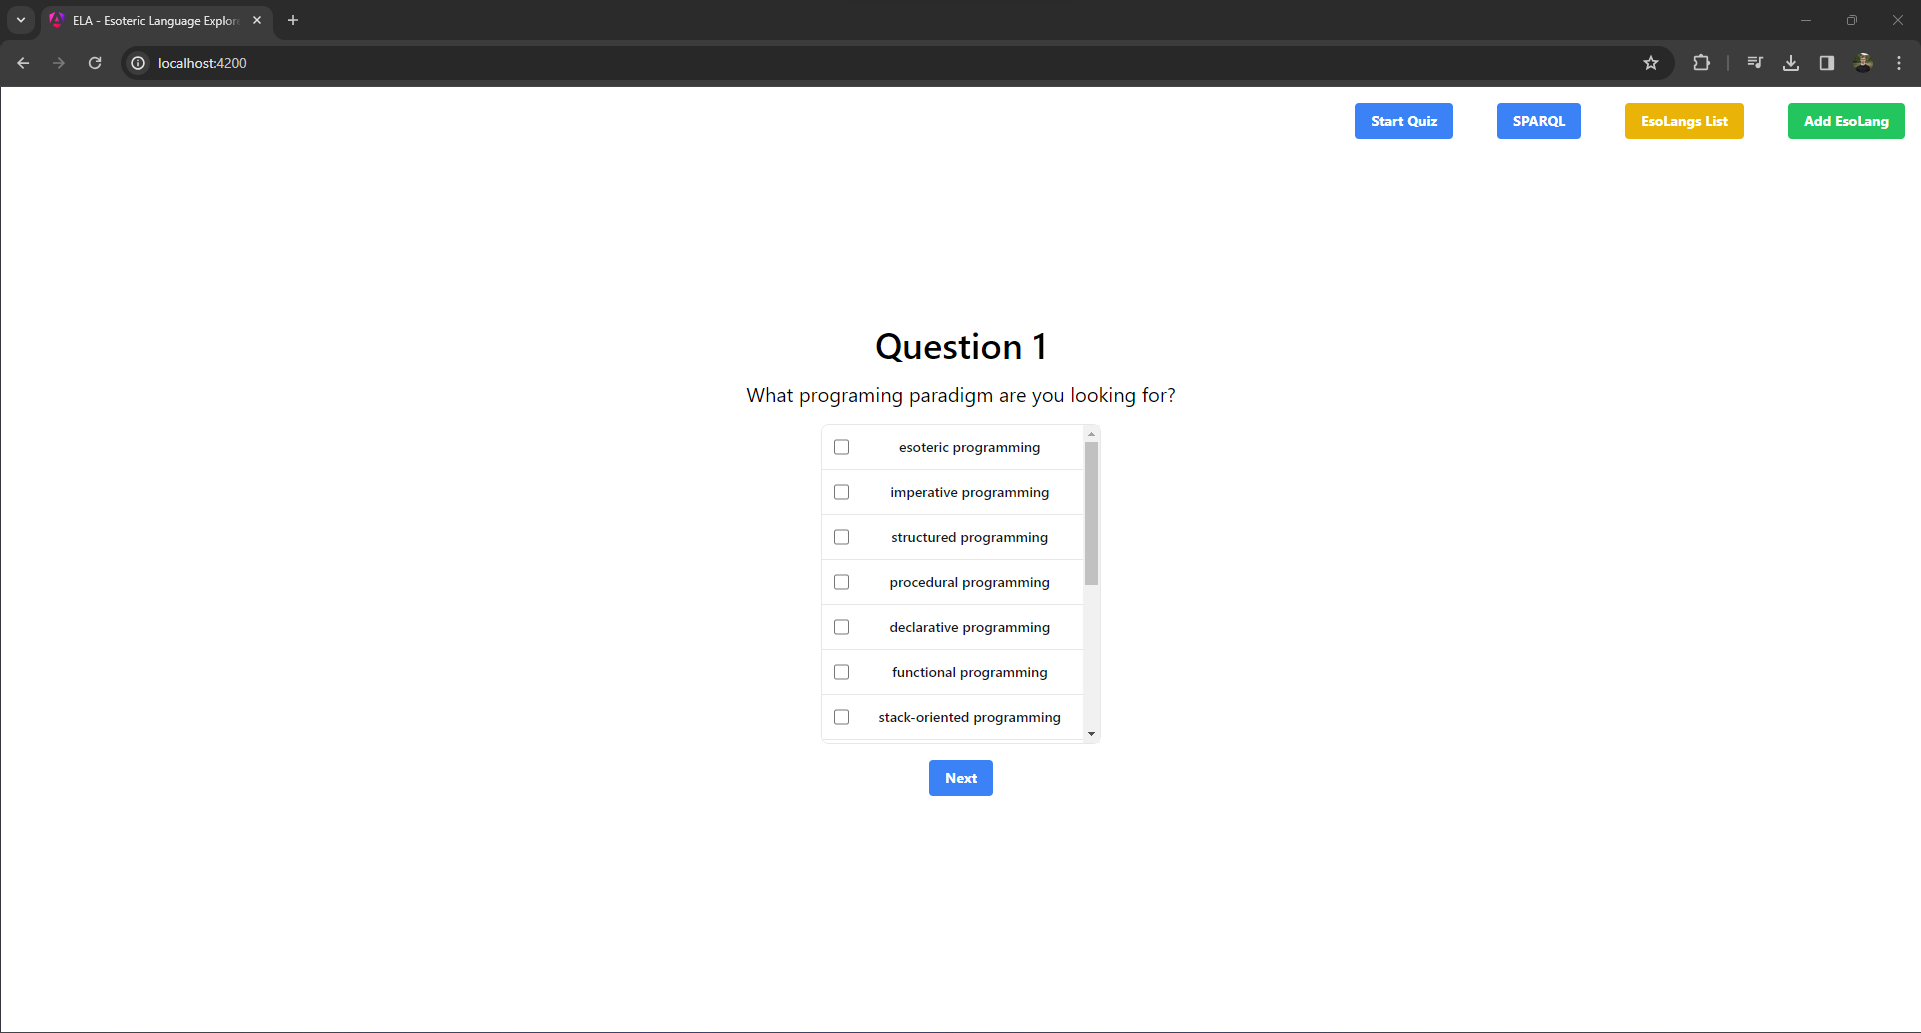 ELA - Esoteric Language Explore
localhost:4200
Start Quiz
SPARQL
EsoLangs List
Add EsoLang
Question 1
What programing paradigm are you looking for?
esoteric programming
imperative programming
structured programming
procedural programming
declarative programming
functional programming
stack-oriented programming
Next